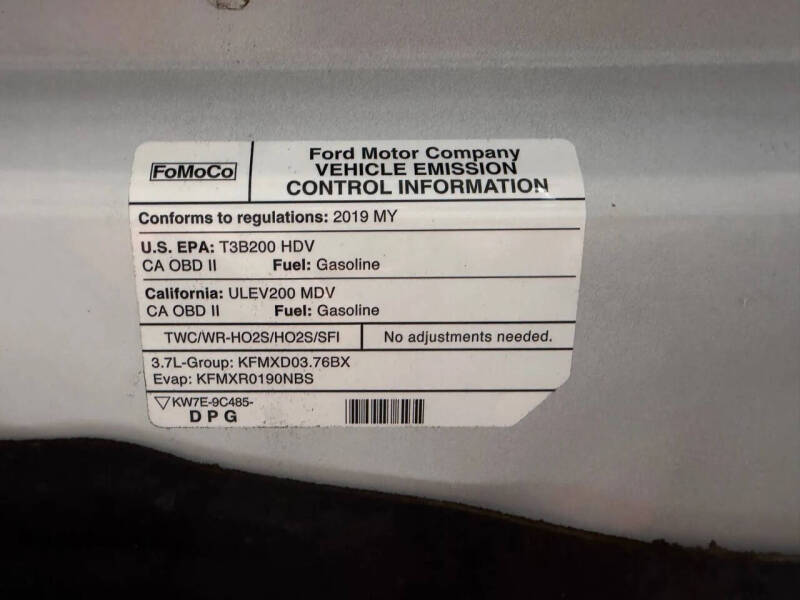 FoMoCo
Ford Motor Company
VEHICLE EMISSION
CONTROL INFORMATION
Conforms to regulations: 2019 MY
U.S. EPA: T3B200 HDV
CA OBD II Fuel: Gasoline
California: ULEV200 MDV
CA OBD II Fuel: Gasoline
TWC/WR-HO2S/HO2S/SFI No adjustments needed.
3.7L-Group: KFMXD03.76BX
Evap: KFMXR0190NBS
KW7E-9C485-
D P G